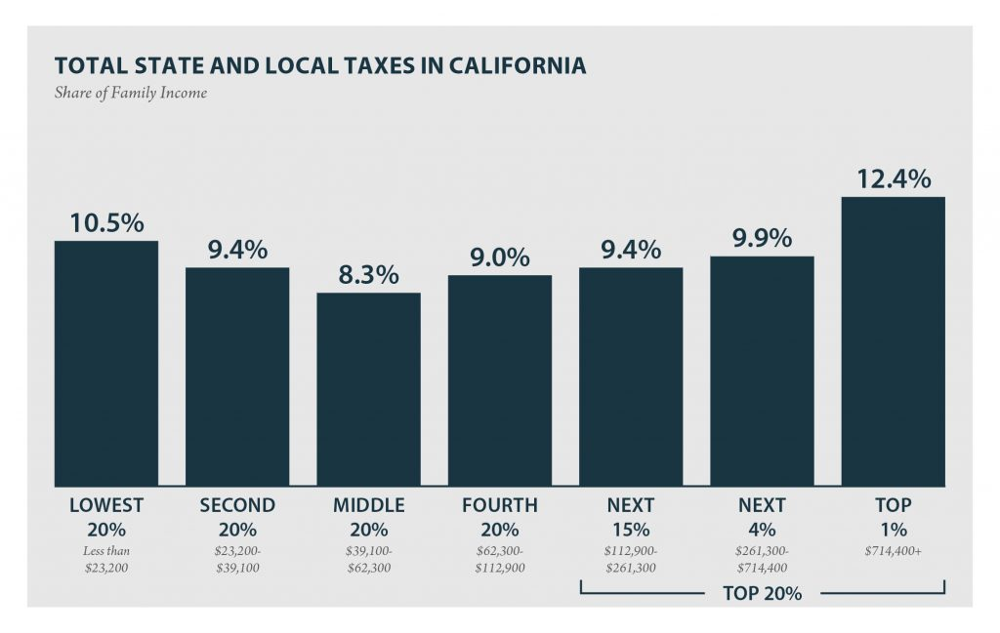 TOTAL STATE AND LOCAL TAXES IN CALIFORNIA
Share of Family Income
10.5%
9.4%
8.3%
9.0%
9.4%
9.9%
12.4%
LOWEST
20%
Less than
$23,200
SECOND
20%
$23,200-
$39,100
MIDDLE
20%
$39,100-
$62,300
FOURTH
20%
$62,300-
$112,900
NEXT
15%
$112,900-
$261,300
NEXT
4%
$261,300-
$714,400
TOP
1%
$714,400+
TOP 20%